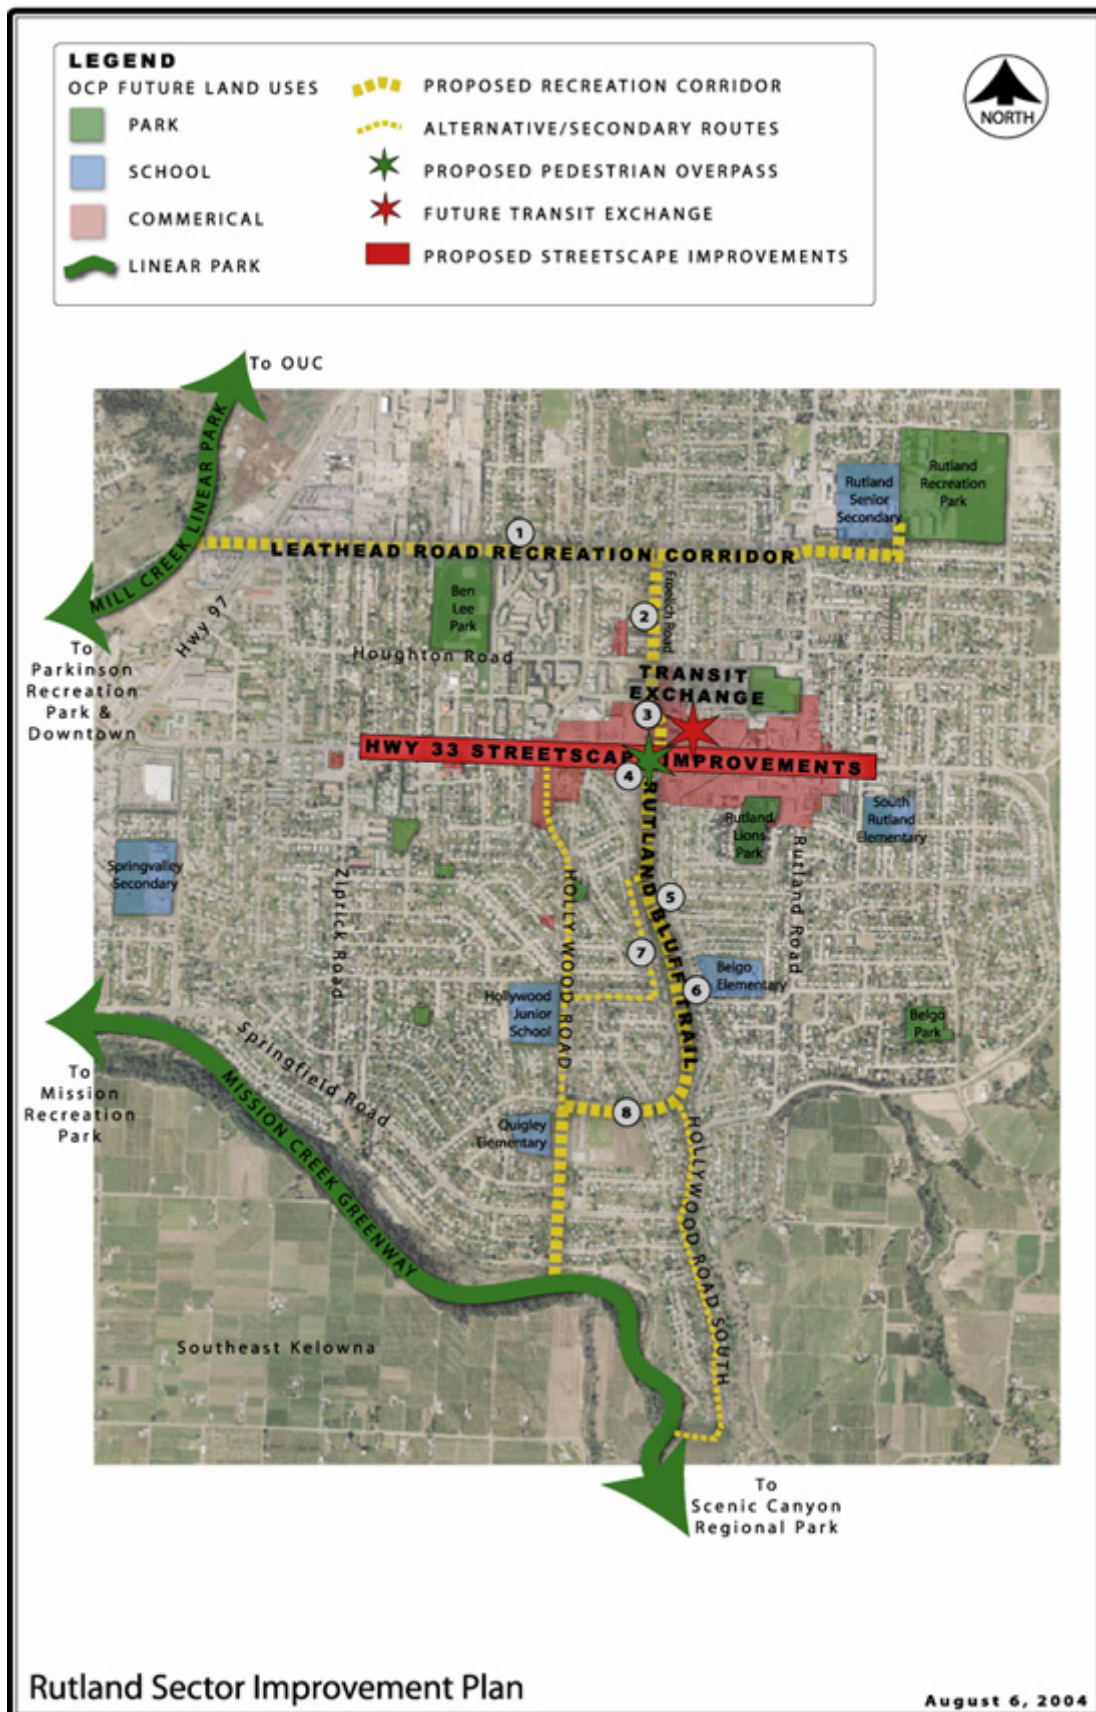 LEGEND
OCP FUTURE LAND USES
PARK
SCHOOL
COMMERICAL
LINEAR PARK
PROPOSED RECREATION CORRIDOR
ALTERNATIVE/SECONDARY ROUTES
PROPOSED PEDESTRIAN OVERPASS
FUTURE TRANSIT EXCHANGE
PROPOSED STREETSCAPE IMPROVEMENTS
NORTH
To OUC
MILL CREEK LINEAR PARK
Rutland
Recreation
Park
Rutland
Senior
Secondary
1
LEATHEAD ROAD RECREATION CORRIDOR
Ben
Lee
Park
Hwy 97
2
Froelich Road
To
Parkinson
Recreation
Park &
Downtown
Houghton Road
TRANSIT
EXCHANGE
3
HWY 33 STREETSCAPE IMPROVEMENTS
4
RUTLAND BLUFF TRAIL
Rutland
Lions
Park
South
Rutland
Elementary
Rutland Road
Springvalley
Secondary
Ziprick Road
HOLLYWOOD ROAD
5
7
6
Belgo
Elementary
Hollywood
Junior
School
Belgo
Park
Springfield Road
To
Mission
Recreation
Park
MISSION CREEK GREENWAY
8
Quigley
Elementary
HOLLYWOOD ROAD SOUTH
Southeast Kelowna
To
Scenic Canyon
Regional Park
Rutland Sector Improvement Plan
August 6, 2004